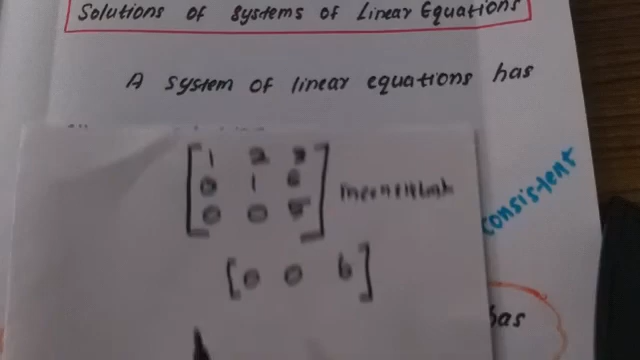 Solutions of Systems of Linear Equations
A system of linear equations has
1 2 3
0 1 6
0 0 5
Inconsistent
consistent
[0 0 6]
has